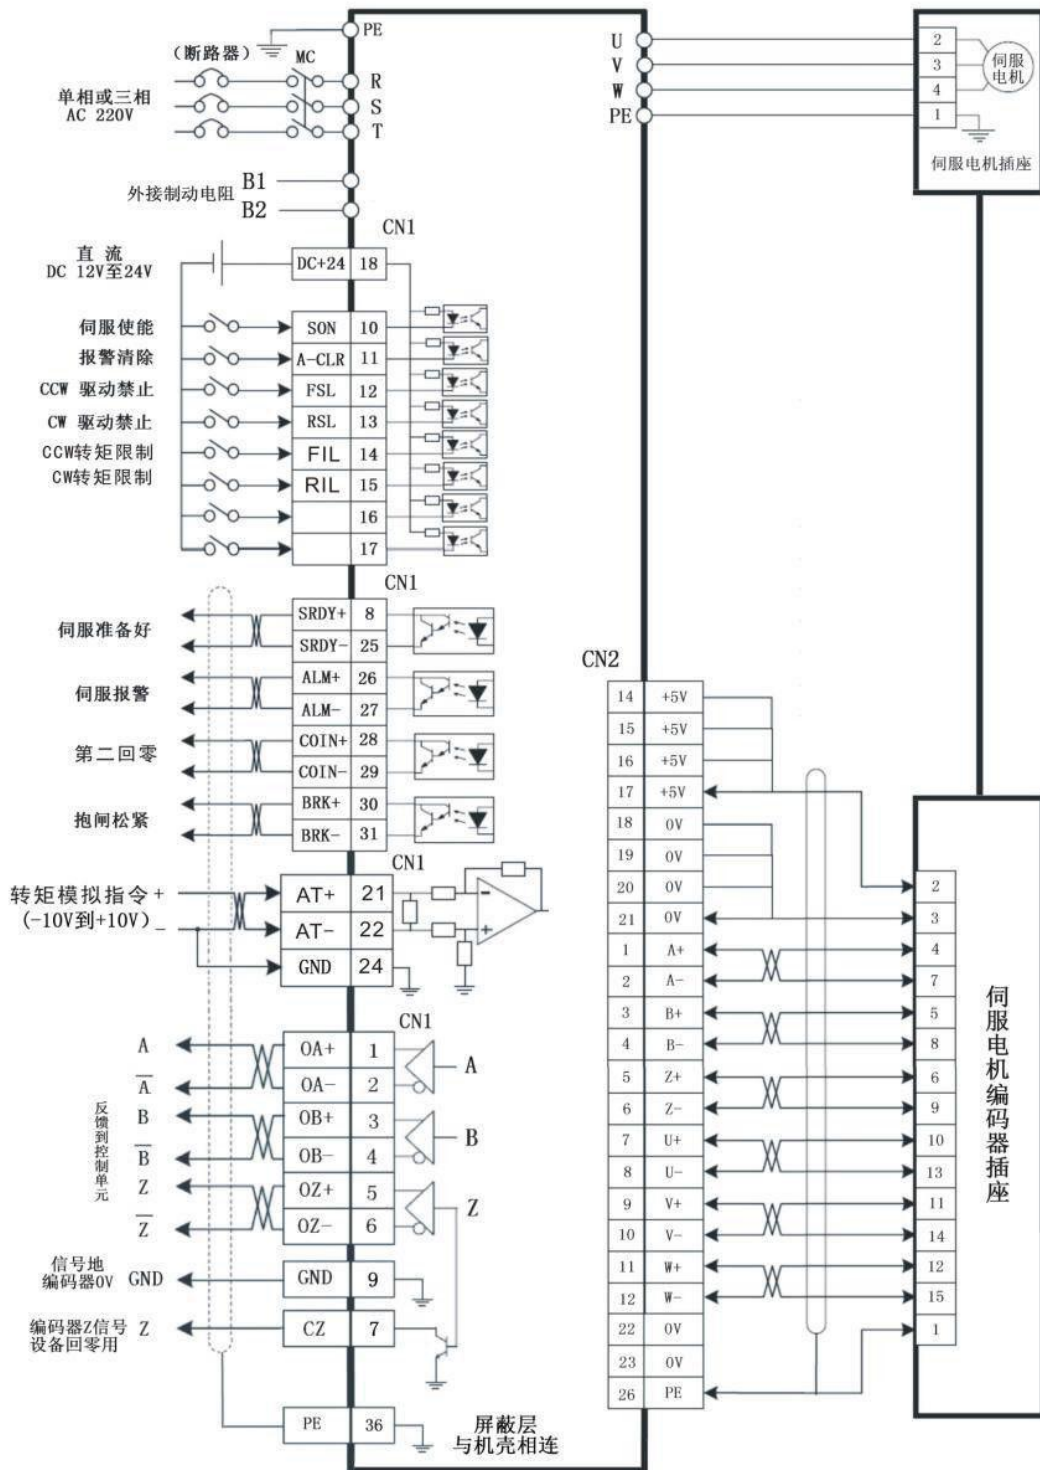 PE
(断路器) MC
单相或三相
AC 220V
R
S
T
外接制动电阻
B1
B2
U
V
W
PE
2
3
4
1
伺服
电机
伺服电机插座
CN1
直 流
DC 12V至24V
DC+24 18
伺服使能 SON 10
报警清除 A-CLR 11
CCW 驱动禁止 FSL 12
CW 驱动禁止 RSL 13
CCW转矩限制 FIL 14
CW转矩限制 RIL 15
16
17
CN1
伺服准备好
SRDY+ 8
SRDY- 25
伺服报警
ALM+ 26
ALM- 27
第二回零
COIN+ 28
COIN- 29
抱闸松紧
BRK+ 30
BRK- 31
CN1
转矩模拟指令 +
(-10V到+10V) -
AT+ 21
AT- 22
GND 24
- 
+
CN1
反馈到控制单元
A OA+ 1
A̅ OA- 2
A
B OB+ 3
B̅ OB- 4
B
Z OZ+ 5
Z̅ OZ- 6
Z
信号地
编码器0V
GND GND 9
编码器Z信号
设备回零用
Z CZ 7
PE 36
屏蔽层
与机壳相连
CN2
14 +5V
15 +5V
16 +5V
17 +5V
18 0V
19 0V
20 0V
21 0V
1 A+
2 A-
3 B+
4 B-
5 Z+
6 Z-
7 U+
8 U-
9 V+
10 V-
11 W+
12 W-
22 0V
23 0V
26 PE
2
3
4
7
5
8
6
9
10
13
11
14
12
15
1
伺服电机编码器插座